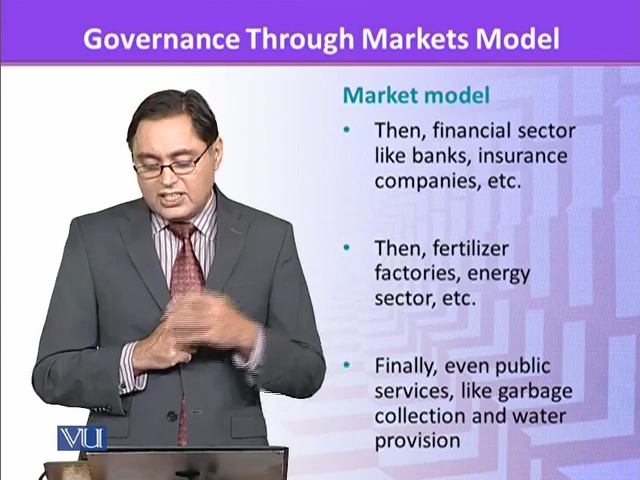 Governance Through Markets Model
Market model
• Then, financial sector
like banks, insurance
companies, etc.
• Then, fertilizer
factories, energy
sector, etc.
• Finally, even public
services, like garbage
collection and water
provision
VU